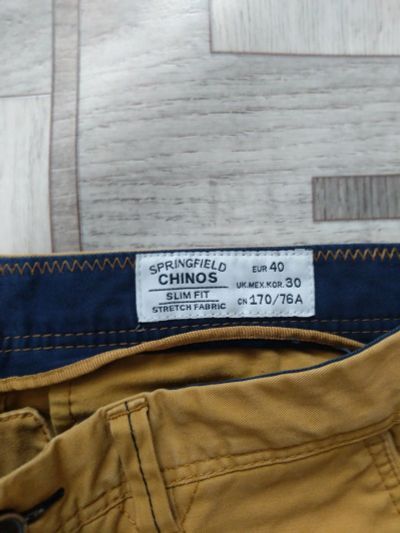 SPRINGFIELD
CHINOS
SLIM FIT
STRETCH FABRIC
EUR 40
UK.MEX.KOR. 30
CN 170/76A